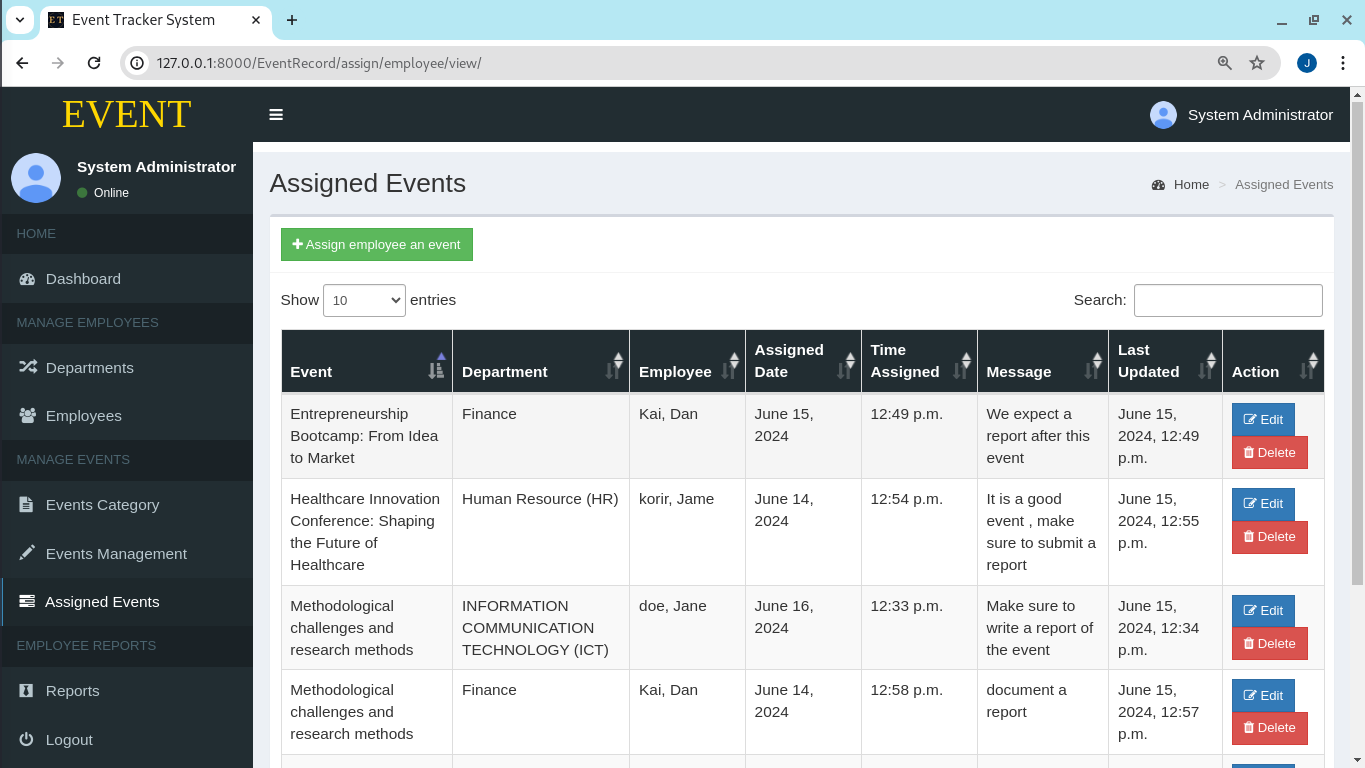 Event Tracker System
127.0.0.1:8000/EventRecord/assign/employee/view/
J
EVENT
System Administrator
System Administrator
Online
HOME
Dashboard
MANAGE EMPLOYEES
Departments
Employees
MANAGE EVENTS
Events Category
Events Management
Assigned Events
EMPLOYEE REPORTS
Reports
Logout
Assigned Events
Home > Assigned Events
Assign employee an event
Show 10 entries
Search:
Event
Department
Employee
Assigned
Date
Time
Assigned
Message
Last
Updated
Action
Entrepreneurship
Bootcamp: From Idea
to Market
Finance
Kai, Dan
June 15,
2024
12:49 p.m.
We expect a
report after this
event
June 15,
2024, 12:49
p.m.
Edit
Delete
Healthcare Innovation
Conference: Shaping
the Future of
Healthcare
Human Resource (HR)
korir, Jame
June 14,
2024
12:54 p.m.
It is a good
event , make
sure to submit a
report
June 15,
2024, 12:55
p.m.
Edit
Delete
Methodological
challenges and
research methods
INFORMATION
COMMUNICATION
TECHNOLOGY (ICT)
doe, Jane
June 16,
2024
12:33 p.m.
Make sure to
write a report of
the event
June 15,
2024, 12:34
p.m.
Edit
Delete
Methodological
challenges and
research methods
Finance
Kai, Dan
June 14,
2024
12:58 p.m.
document a
report
June 15,
2024, 12:57
p.m.
Edit
Delete